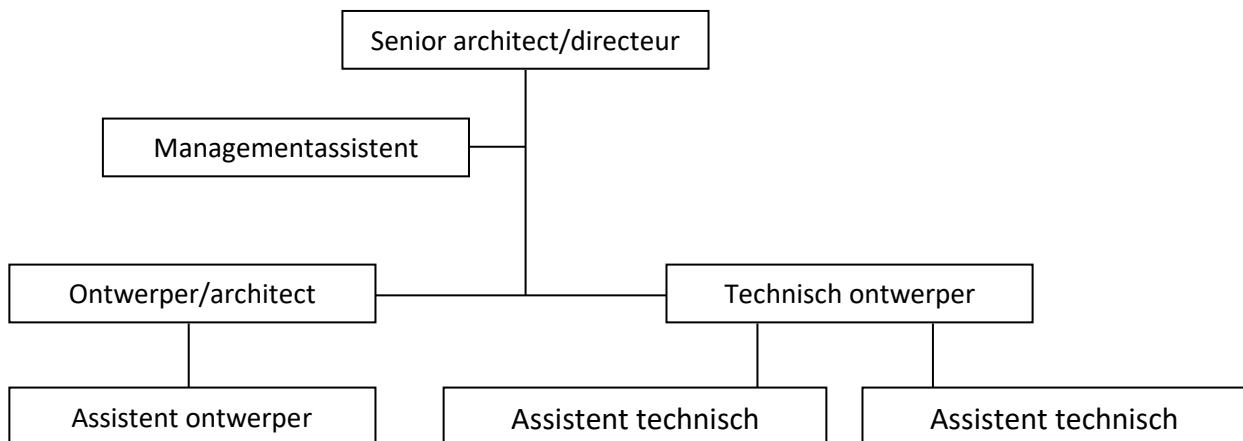 Senior architect/directeur
Managementassistent
Ontwerper/architect
Technisch ontwerper
Assistent ontwerper
Assistent technisch
Assistent technisch